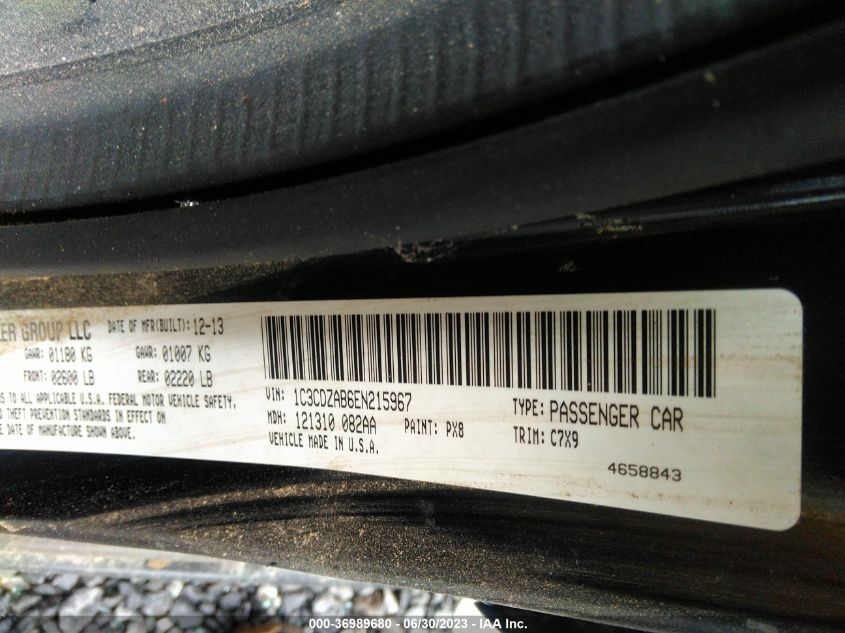 ER GROUP LLC DATE OF MFR(BUILT): 12-13
GAWR: 01180 KG GAWR: 01007 KG
FRONT: 02600 LB REAR: 02220 LB
S TO ALL APPLICABLE U.S.A. FEDERAL MOTOR VEHICLE SAFETY,
D THEFT PREVENTION STANDARDS IN EFFECT ON
E DATE OF MANUFACTURE SHOWN ABOVE.
VIN: 1C3CDZAB6EN215967
MDH: 121310 082AA PAINT: PX8
VEHICLE MADE IN U.S.A.
TYPE: PASSENGER CAR
TRIM: C7X9
4658843
000-36989680 - 06/30/2023 - IAA Inc.